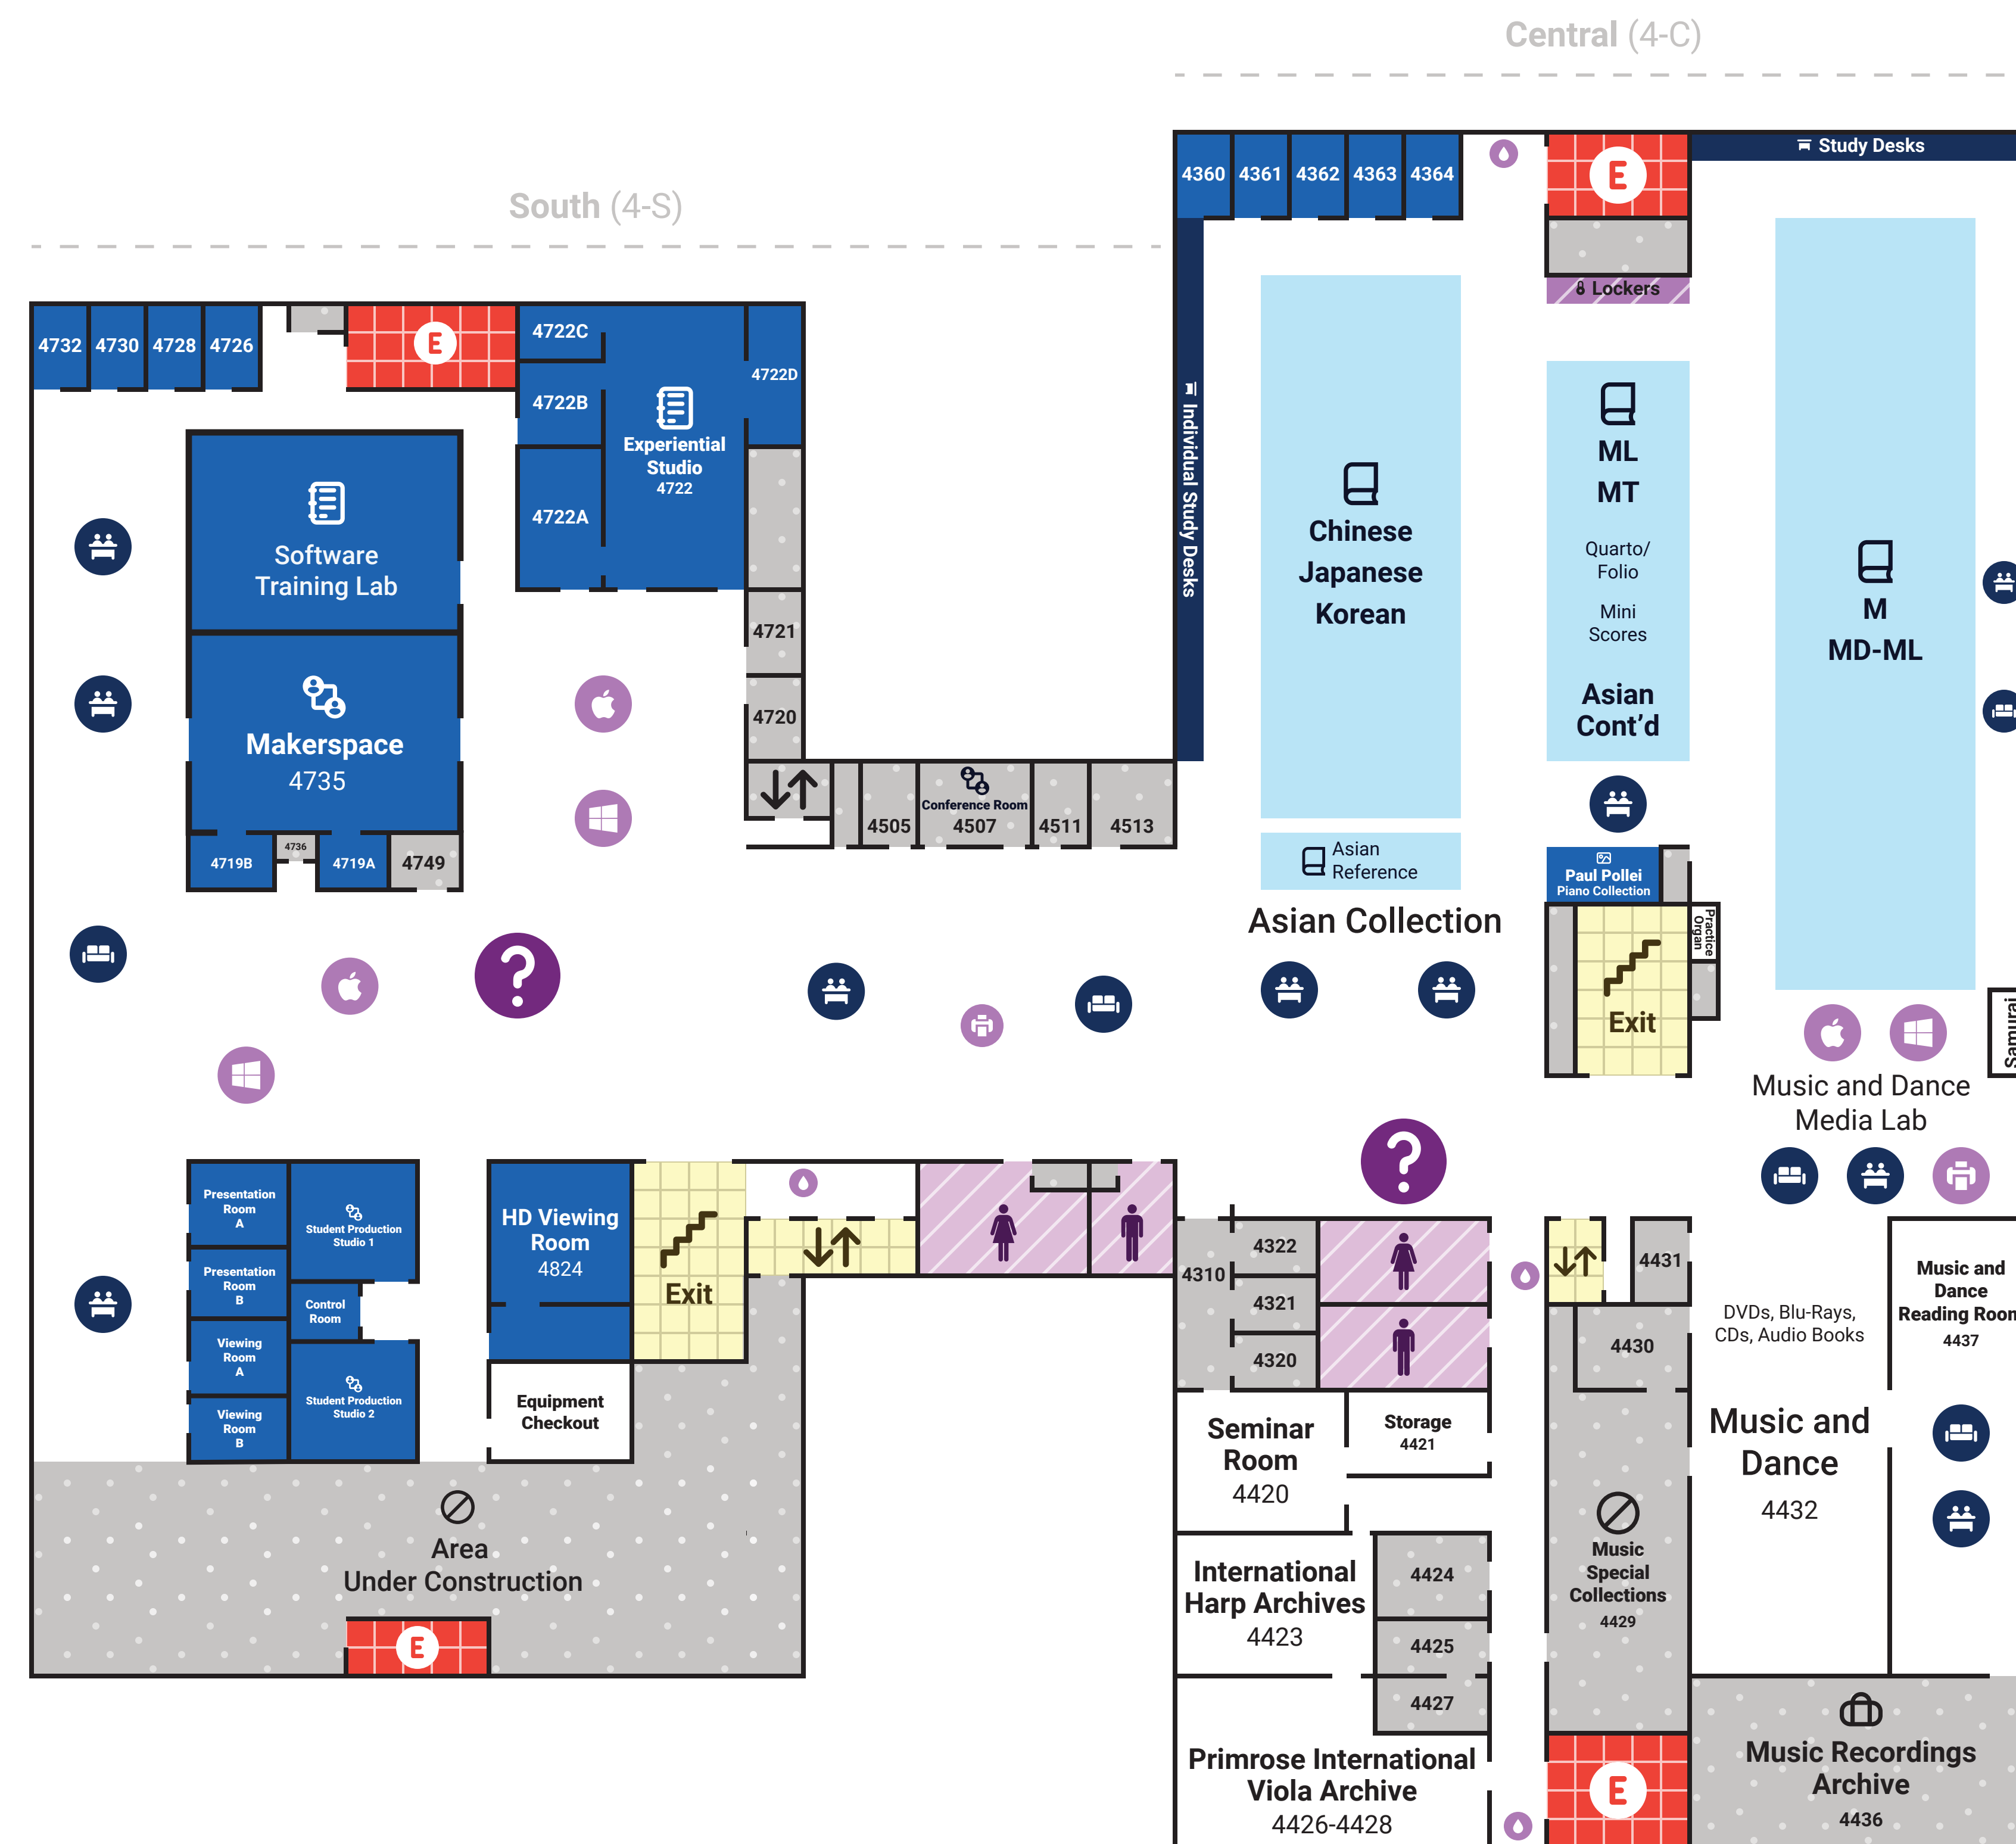 Central (4-C)
South (4-S)
Study Desks
4360
4361
4362
4363
4364
E
Lockers
4732
4730
4728
4726
E
4722C
4722B
4722A
4722D
Experiential
Studio
4722
Software
Training Lab
Makerspace
4735
4719B
4736
4719A
4749
4721
4720
4505
Conference Room
4507
4511
4513
Individual Study Desks
Chinese
Japanese
Korean
Asian
Reference
Asian Collection
ML
MT
Quarto/
Folio
Mini
Scores
Asian
Cont’d
M
MD-ML
Paul Pollei
Piano Collection
Practice
Organ
Exit
Samurai
Music and Dance
Media Lab
?
?
Presentation
Room
A
Presentation
Room
B
Viewing
Room
A
Viewing
Room
B
Student Production
Studio 1
Control
Room
Student Production
Studio 2
HD Viewing
Room
4824
Exit
Equipment
Checkout
Area
Under Construction
E
4310
4322
4321
4320
Seminar
Room
4420
Storage
4421
International
Harp Archives
4423
4424
4425
4427
Primrose International
Viola Archive
4426-4428
4431
4430
Music
Special
Collections
4429
E
DVDs, Blu-Rays,
CDs, Audio Books
Music and
Dance
4432
Music and
Dance
Reading Room
4437
Music Recordings
Archive
4436